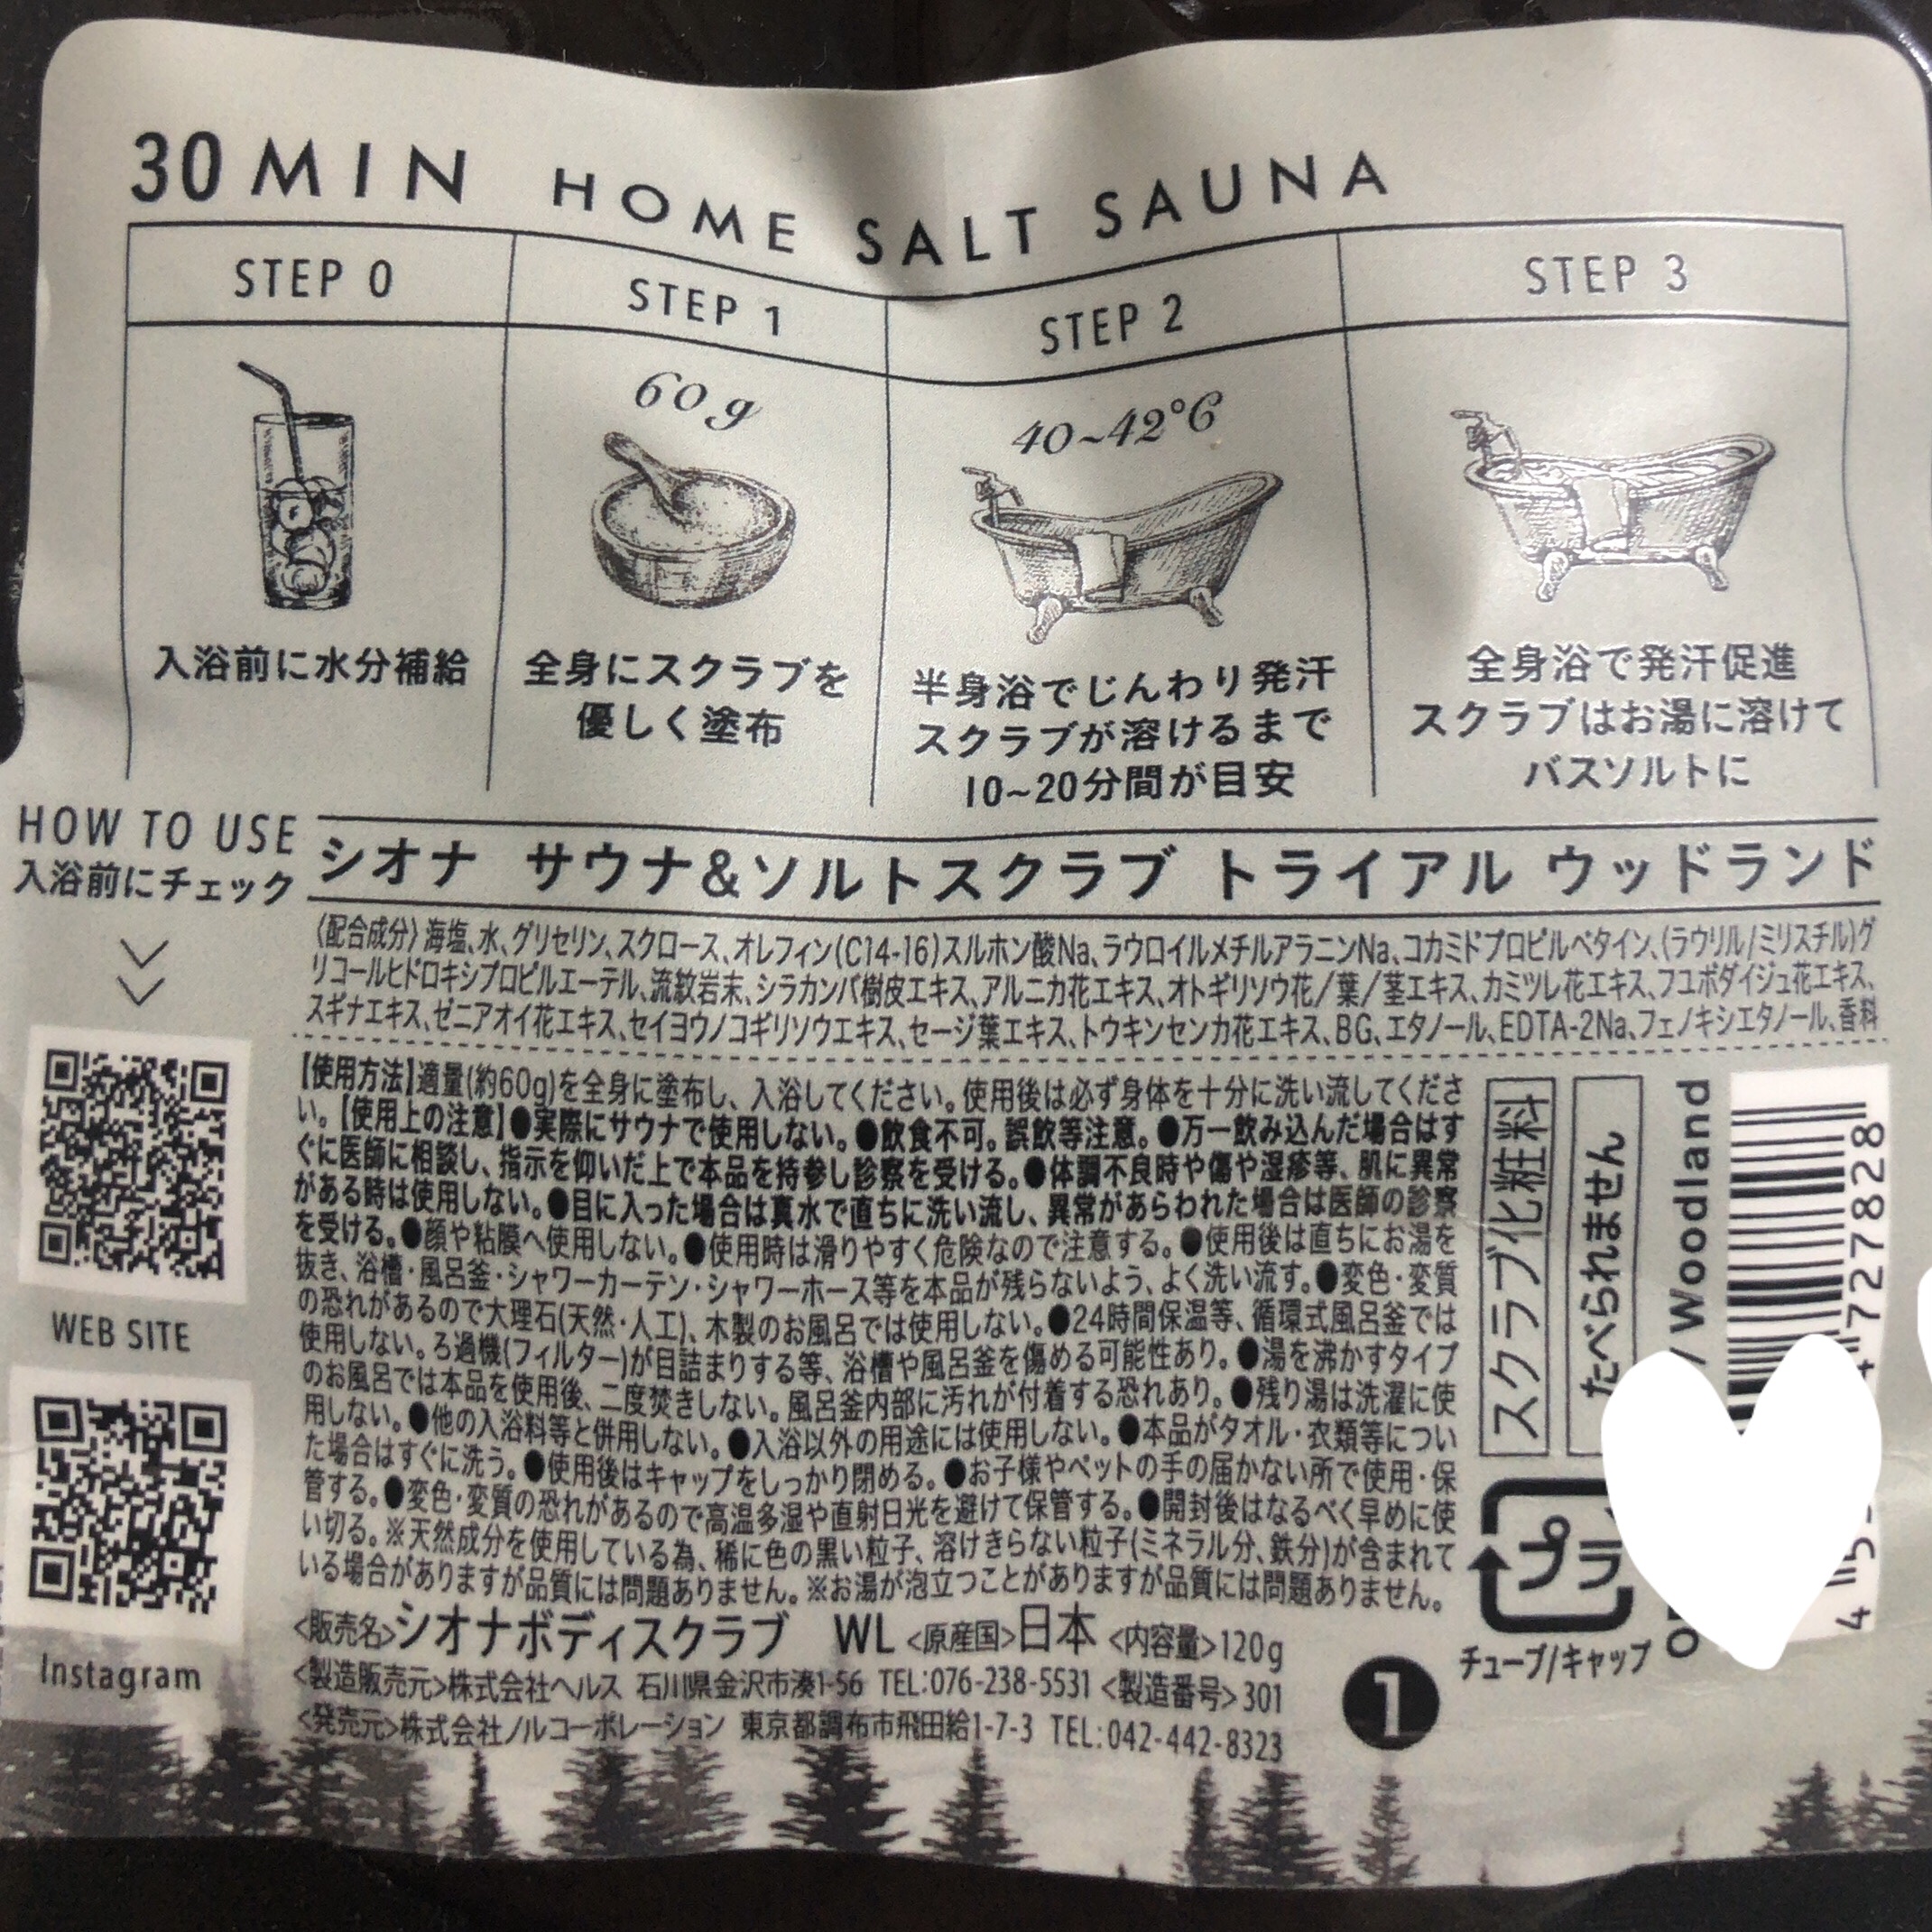 30 MIN HOME SALT SAUNA
STEP 0
STEP 1
STEP 2
STEP 3
60g
40~42℃
入浴前に水分補給
全身にスクラブを
優しく塗布
半身浴でじんわり発汗
スクラブが溶けるまで
10~20分間が目安
全身浴で発汗促進
スクラブはお湯に溶けて
バスソルトに
HOW TO USE
入浴前にチェック
WEB SITE
Instagram
シオナ サウナ&ソルトスクラブ トライアル ウッドランド
〈配合成分〉海塩、水、グリセリン、スクロース、オレフィン(C14-16)スルホン酸Na、ラウロイルメチルアラニンNa、コカミドプロピルベタイン、(ラウリル/ミリスチル)グ
リコールヒドロキシプロピルエーテル、流紋岩末、シラカンバ樹皮エキス、アルニカ花エキス、オトギリソウ花/葉/茎エキス、カミツレ花エキス、フユボダイジュ花エキス、
スギナエキス、ゼニアオイ花エキス、セイヨウノコギリソウエキス、セージ葉エキス、トウキンセンカ花エキス、BG、エタノール、EDTA-2Na、フェノキシエタノール、香料
【使用方法】適量(約60g)を全身に塗布し、入浴してください。使用後は必ず身体を十分に洗い流してくださ
い。【使用上の注意】●実際にサウナで使用しない。●飲食不可。誤飲等注意。●万一飲み込んだ場合はす
ぐに医師に相談し、指示を仰いだ上で本品を持参し診察を受ける。●体調不良時や傷や湿疹等、肌に異常
がある時は使用しない。●目に入った場合は真水で直ちに洗い流し、異常があらわれた場合は医師の診察
を受ける。●顔や粘膜へ使用しない。●使用時は滑りやすく危険なので注意する。●使用後は直ちにお湯を
抜き、浴槽・風呂釜・シャワーカーテン・シャワーホース等を本品が残らないよう、よく洗い流す。●変色・変質
の恐れがあるので大理石(天然・人工)、木製のお風呂では使用しない。●24時間保温等、循環式風呂釜では
使用しない。ろ過機(フィルター)が目詰まりする等、浴槽や風呂釜を傷める可能性あり。●湯を沸かすタイプ
のお風呂では本品を使用後、二度焚きしない。風呂釜内部に汚れが付着する恐れあり。●残り湯は洗濯に使
用しない。●他の入浴料等と併用しない。●入浴以外の用途には使用しない。●本品がタオル・衣類等につい
た場合はすぐに洗う。●使用後はキャップをしっかり閉める。●お子様やペットの手の届かない所で使用・保
管する。●変色・変質の恐れがあるので高温多湿や直射日光を避けて保管する。●開封後はなるべく早めに使
い切る。※天然成分を使用している為、稀に色の黒い粒子、溶けきらない粒子(ミネラル分、鉄分)が含まれて
いる場合がありますが品質には問題ありません。※お湯が泡立つことがありますが品質には問題ありません。
<販売名>シオナボディスクラブ WL <原産国>日本 <内容量>120g
<製造販売元>株式会社ヘルス 石川県金沢市湊1-56 TEL:076-238-5531 <製造番号>301
<発売元>株式会社ノルコーポレーション 東京都調布市飛田給1-7-3 TEL:042-442-8323
1
スクラブ化粧料
たべられません
Woodland
4727828
プラ
チューブ/キャップ